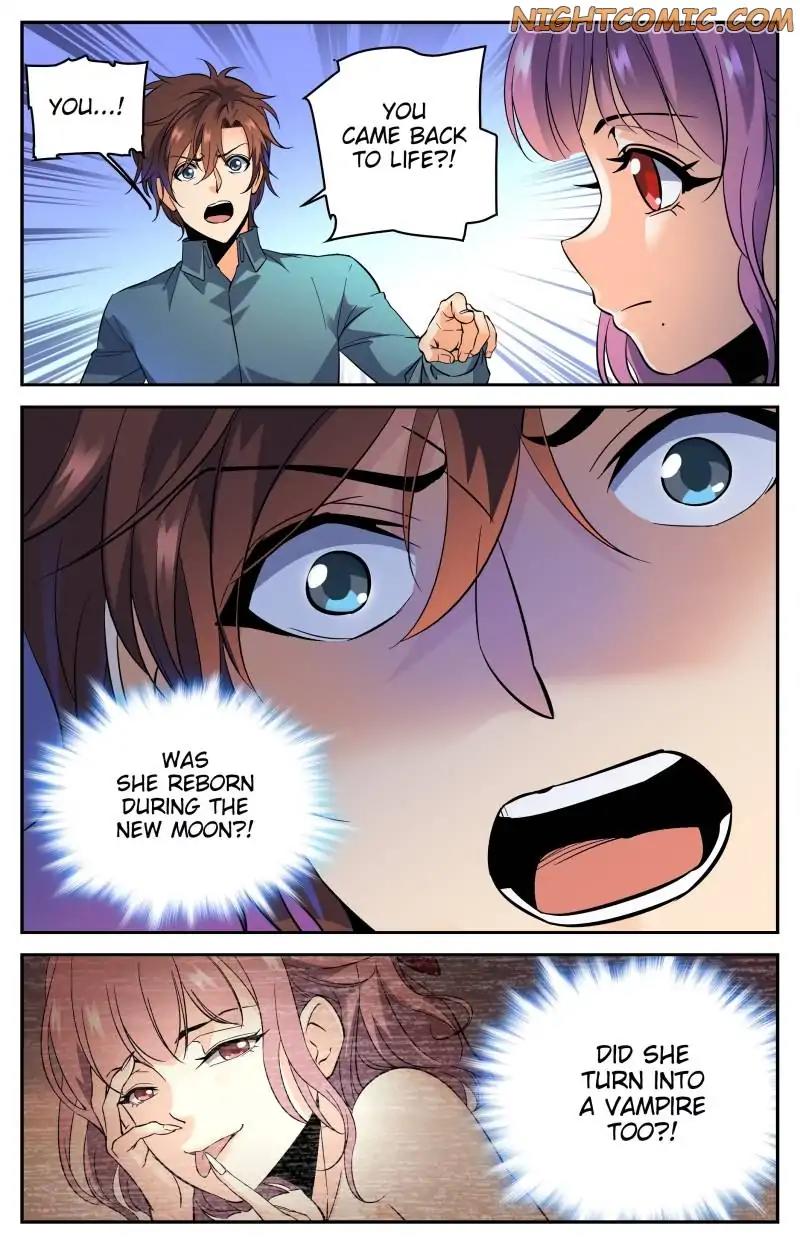 NIGHTCOMIC.COM
YOU...!
YOU
CAME BACK
TO LIFE?!
WAS
SHE REBORN
DURING THE
NEW MOON?!
DID SHE
TURN INTO
A VAMPIRE
TOO?!